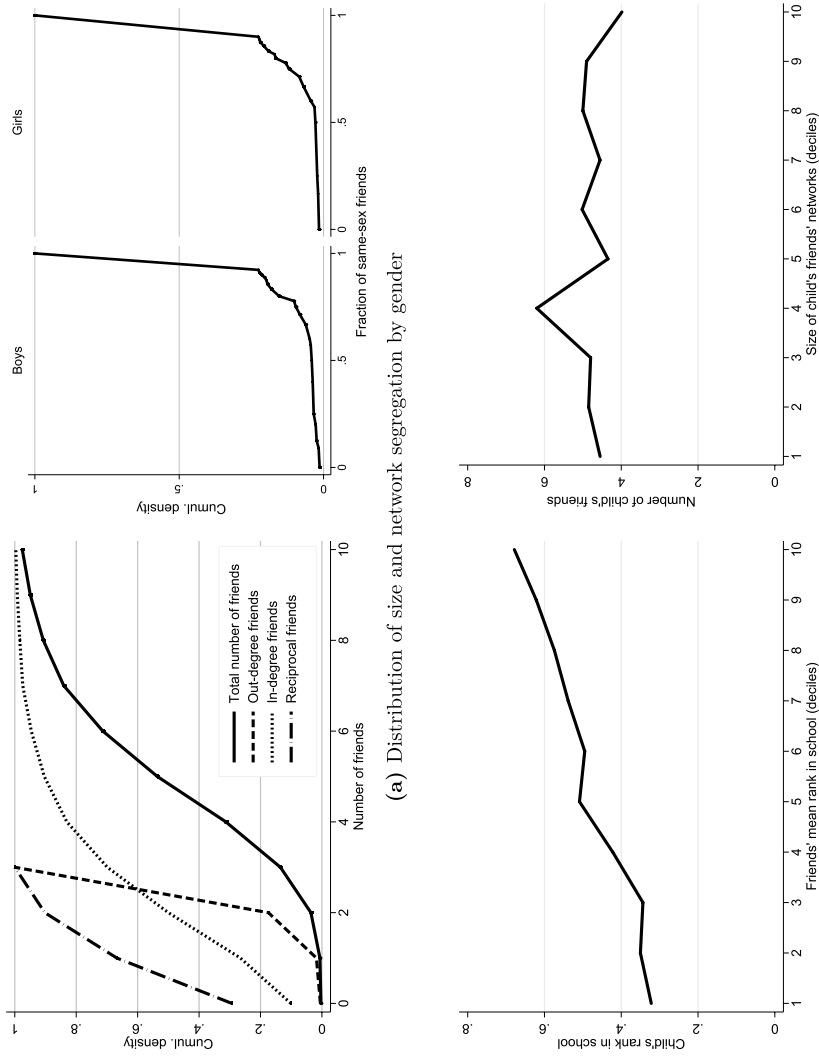 Cumul. density
1
.8
.6
.4
.2
0
0 2 4 6 8 10
Number of friends
Total number of friends
Out-degree friends
In-degree friends
Reciprocal friends
Boys
Girls
Cumul. density
1
.5
0
0 .5 1
0 .5 1
Fraction of same-sex friends
(a) Distribution of size and network segregation by gender
Child's rank in school
.8
.6
.4
.2
0
1 2 3 4 5 6 7 8 9 10
Friends' mean rank in school (deciles)
Number of child's friends
8
6
4
2
0
1 2 3 4 5 6 7 8 9 10
Size of child's friends' networks (deciles)